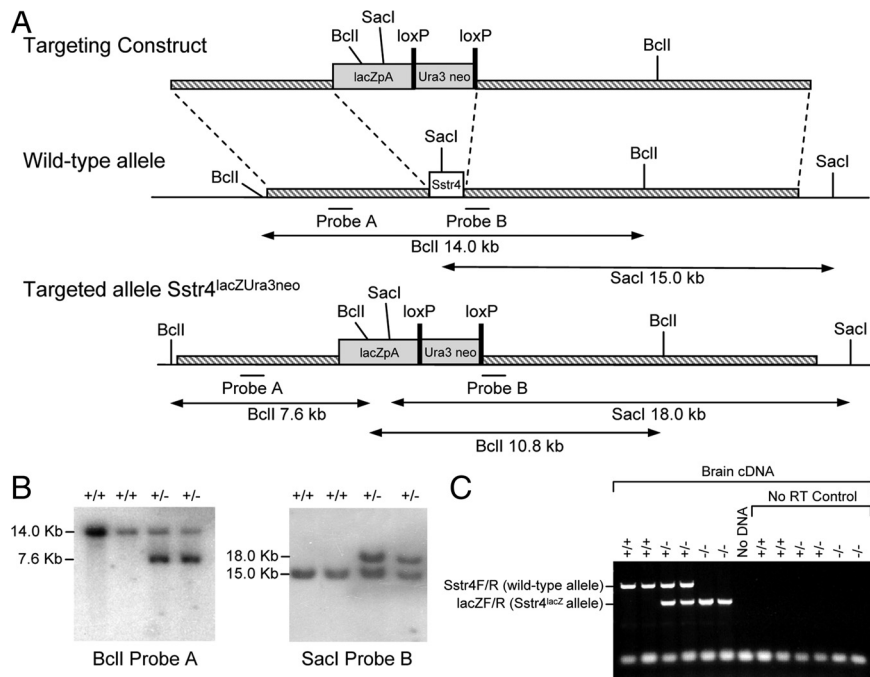 A
Targeting Construct
BclI
SacI
loxP
loxP
BclI
lacZpA
Ura3 neo
Wild-type allele
BclI
SacI
Sstr4
BclI
SacI
Probe A
Probe B
BclI 14.0 kb
SacI 15.0 kb
Targeted allele Sstr4lacZUra3neo
BclI
BclI
SacI
loxP
loxP
BclI
SacI
lacZpA
Ura3 neo
Probe A
Probe B
BclI 7.6 kb
SacI 18.0 kb
BclI 10.8 kb
B
+/+ +/+ +/- +/-
14.0 Kb
7.6 Kb
BclI Probe A
+/+ +/+ +/- +/-
18.0 Kb
15.0 Kb
SacI Probe B
C
Brain cDNA
No RT Control
+/+ +/+ +/- +/- -/- -/- No DNA +/+ +/+ +/- +/- -/- -/-
Sstr4F/R (wild-type allele)
lacZF/R (Sstr4lacZ allele)